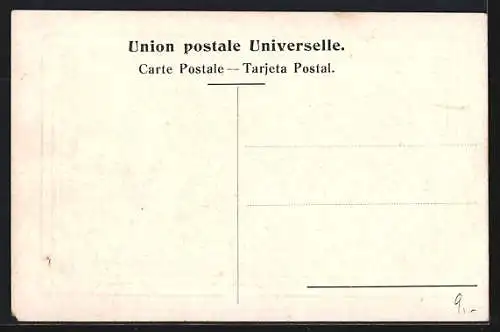 Union postale Universelle.
Carte Postale — Tarjeta Postal.
9,-